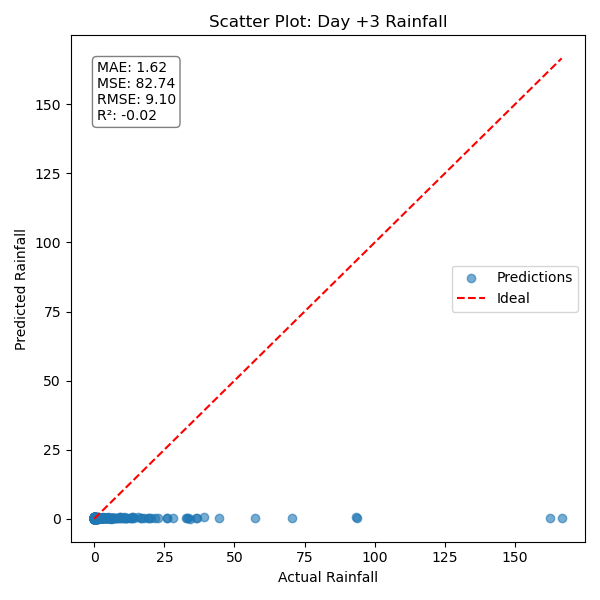 Scatter Plot: Day +3 Rainfall
MAE: 1.62
MSE: 82.74
RMSE: 9.10
R²: -0.02
150
125
100
75
50
25
0
Predicted Rainfall
Predictions
Ideal
0 25 50 75 100 125 150
Actual Rainfall